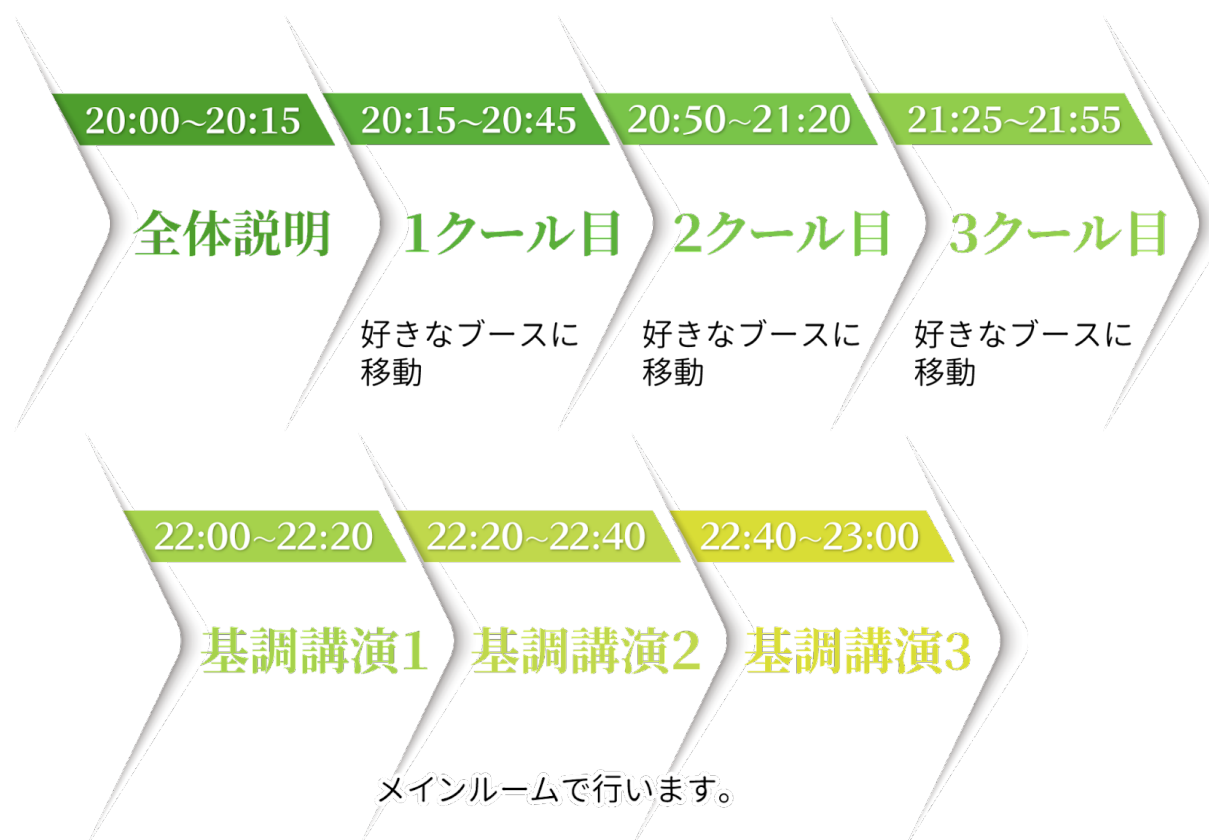 20:00~20:15
全体説明
20:15~20:45
1クール目
好きなブースに
移動
20:50~21:20
2クール目
好きなブースに
移動
21:25~21:55
3クール目
好きなブースに
移動
22:00~22:20
基調講演1
22:20~22:40
基調講演2
22:40~23:00
基調講演3
メインルームで行います。